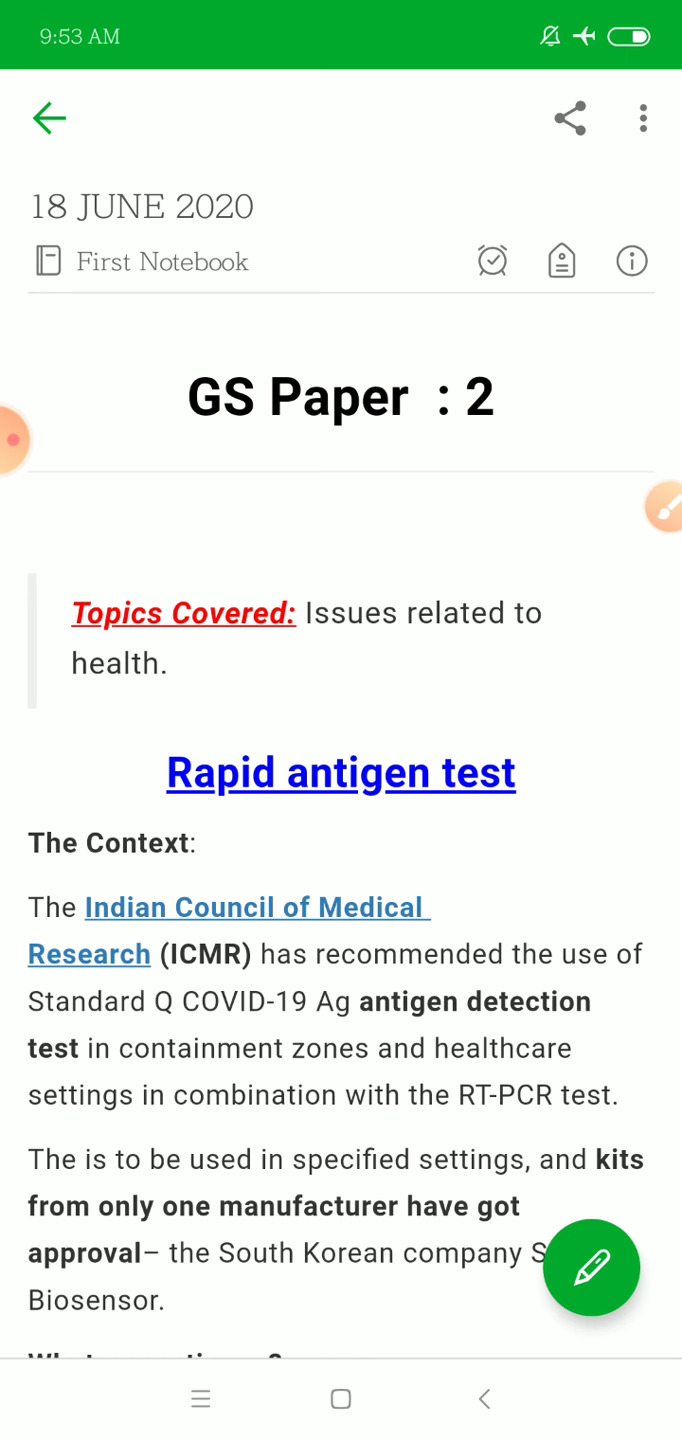 9:53 AM
18 JUNE 2020
First Notebook
GS Paper : 2
Topics Covered: Issues related to
health.
Rapid antigen test
The Context:
The Indian Council of Medical
Research (ICMR) has recommended the use of
Standard Q COVID-19 Ag antigen detection
test in containment zones and healthcare
settings in combination with the RT-PCR test.
The is to be used in specified settings, and kits
from only one manufacturer have got
approval– the South Korean company S
Biosensor.